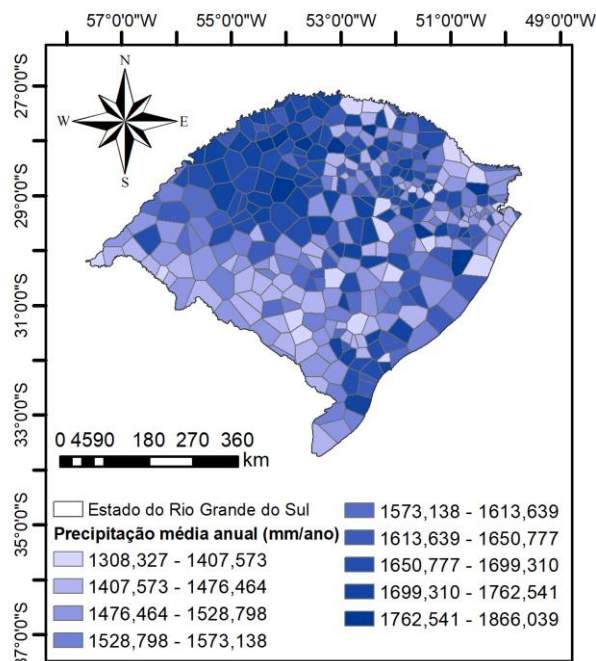 57°0'0"W 55°0'0"W 53°0'0"W 51°0'0"W 49°0'0"W
N
W E
S
27°0'0"S
29°0'0"S
31°0'0"S
33°0'0"S
35°0'0"S
37°0'0"S
0 4590 180 270 360
km
Estado do Rio Grande do Sul
Precipitação média anual (mm/ano)
1308,327 - 1407,573
1407,573 - 1476,464
1476,464 - 1528,798
1528,798 - 1573,138
1573,138 - 1613,639
1613,639 - 1650,777
1650,777 - 1699,310
1699,310 - 1762,541
1762,541 - 1866,039